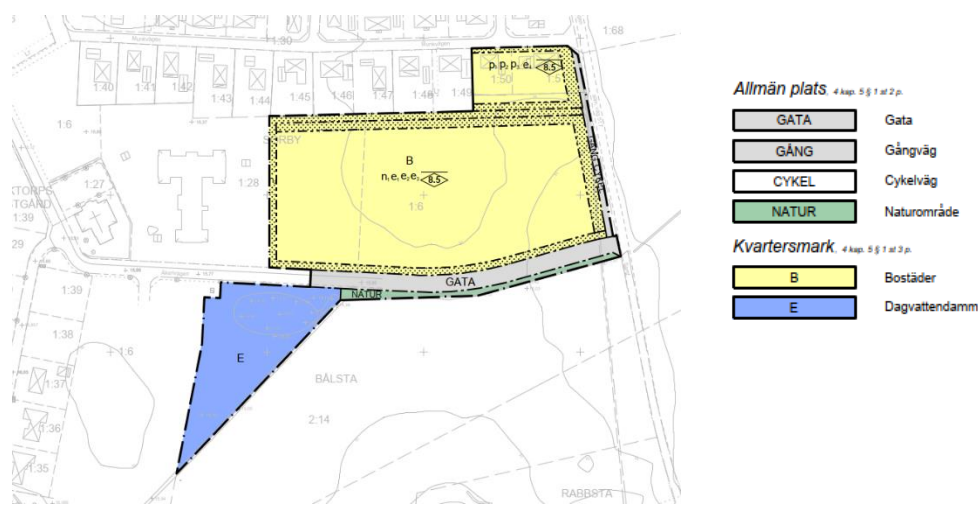 1:30
1:68
1:40
1:41
1:42
1:43
1:44
1:45
1:46
1:47
1:48
1:49
1:50
p₁ p₂ p₃ e₄ 8.5
1:6
1:27
1:28
1:39
29
B
n₁ e₁ e₂ e₃ 8.5
1:6
GATA
NATUR
1:39
E
1:38
1:6
BÅLSTA
1:37
2:14
1:36
1:35
RABBSTA
Allmän plats, 4 kap. 5 § 1 st 2 p.
GATA Gata
GÅNG Gångväg
CYKEL Cykelväg
NATUR Naturområde
Kvartersmark, 4 kap. 5 § 1 st 3 p.
B Bostäder
E Dagvattendamm